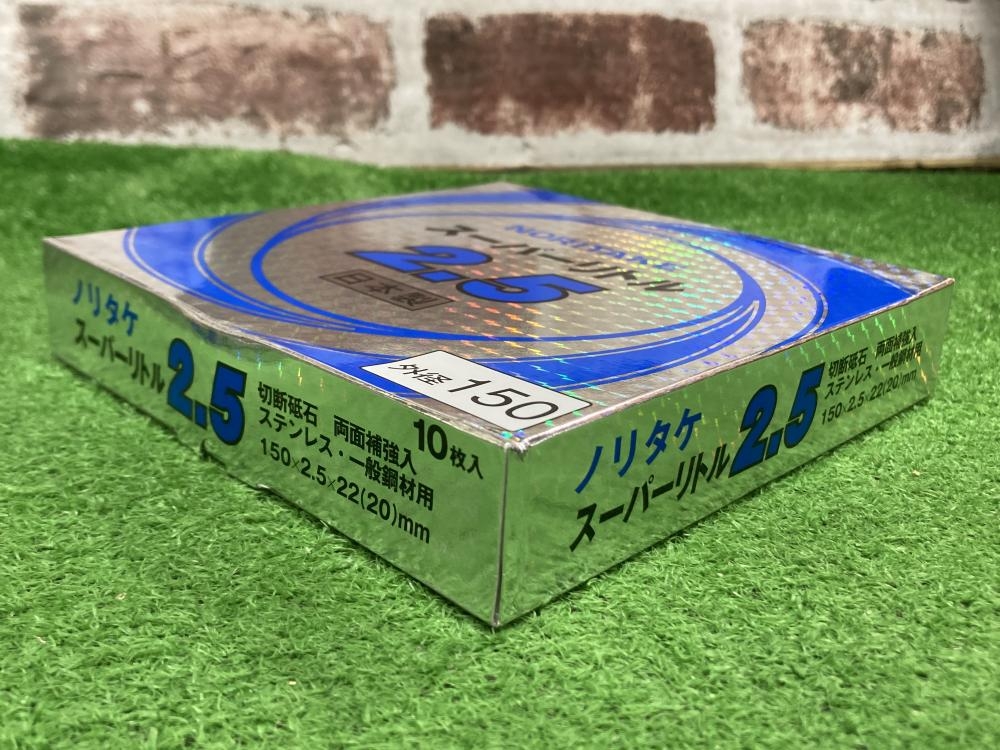 NORITAKE
スーパーリトル
2.5
日本製
外径 150
ノリタケ
スーパーリトル 2.5
切断砥石 両面補強入
ステンレス・一般鋼材用
150×2.5×22(20)mm
10枚入
ノリタケ
スーパーリトル 2.5
切断砥石 両面補強入
ステンレス・一般鋼材用
150×2.5×22(20)mm